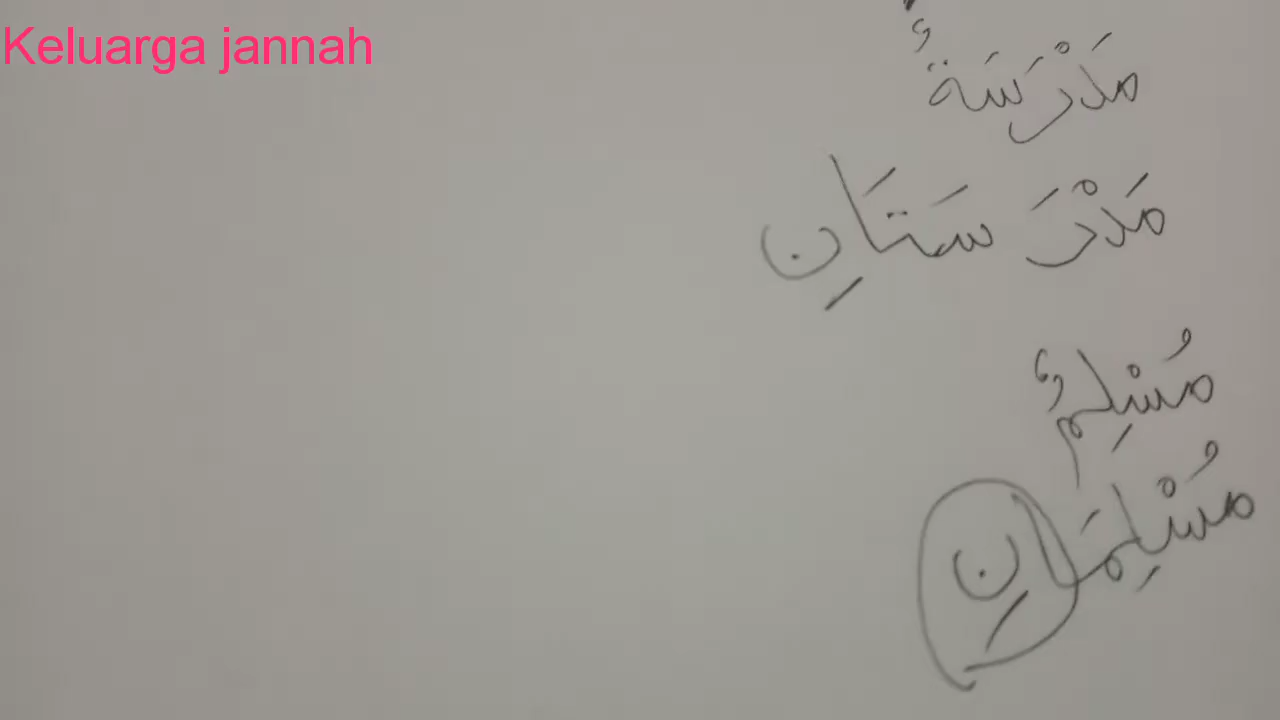 Keluarga jannah
مَدْرَسَةٌ
مَدْرَ سَتَانِ
مُسْلِمٌ
مُسْلِمَانِ